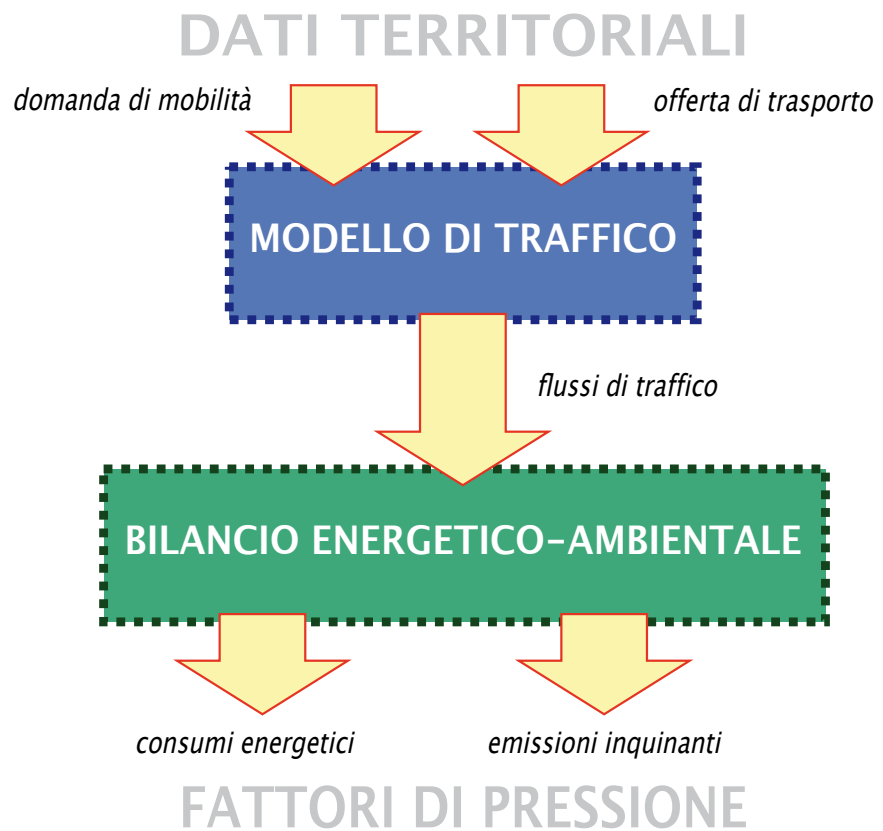 DATI TERRITORIALI
domanda di mobilità
offerta di trasporto
MODELLO DI TRAFFICO
flussi di traffico
BILANCIO ENERGETICO-AMBIENTALE
consumi energetici
emissioni inquinanti
FATTORI DI PRESSIONE